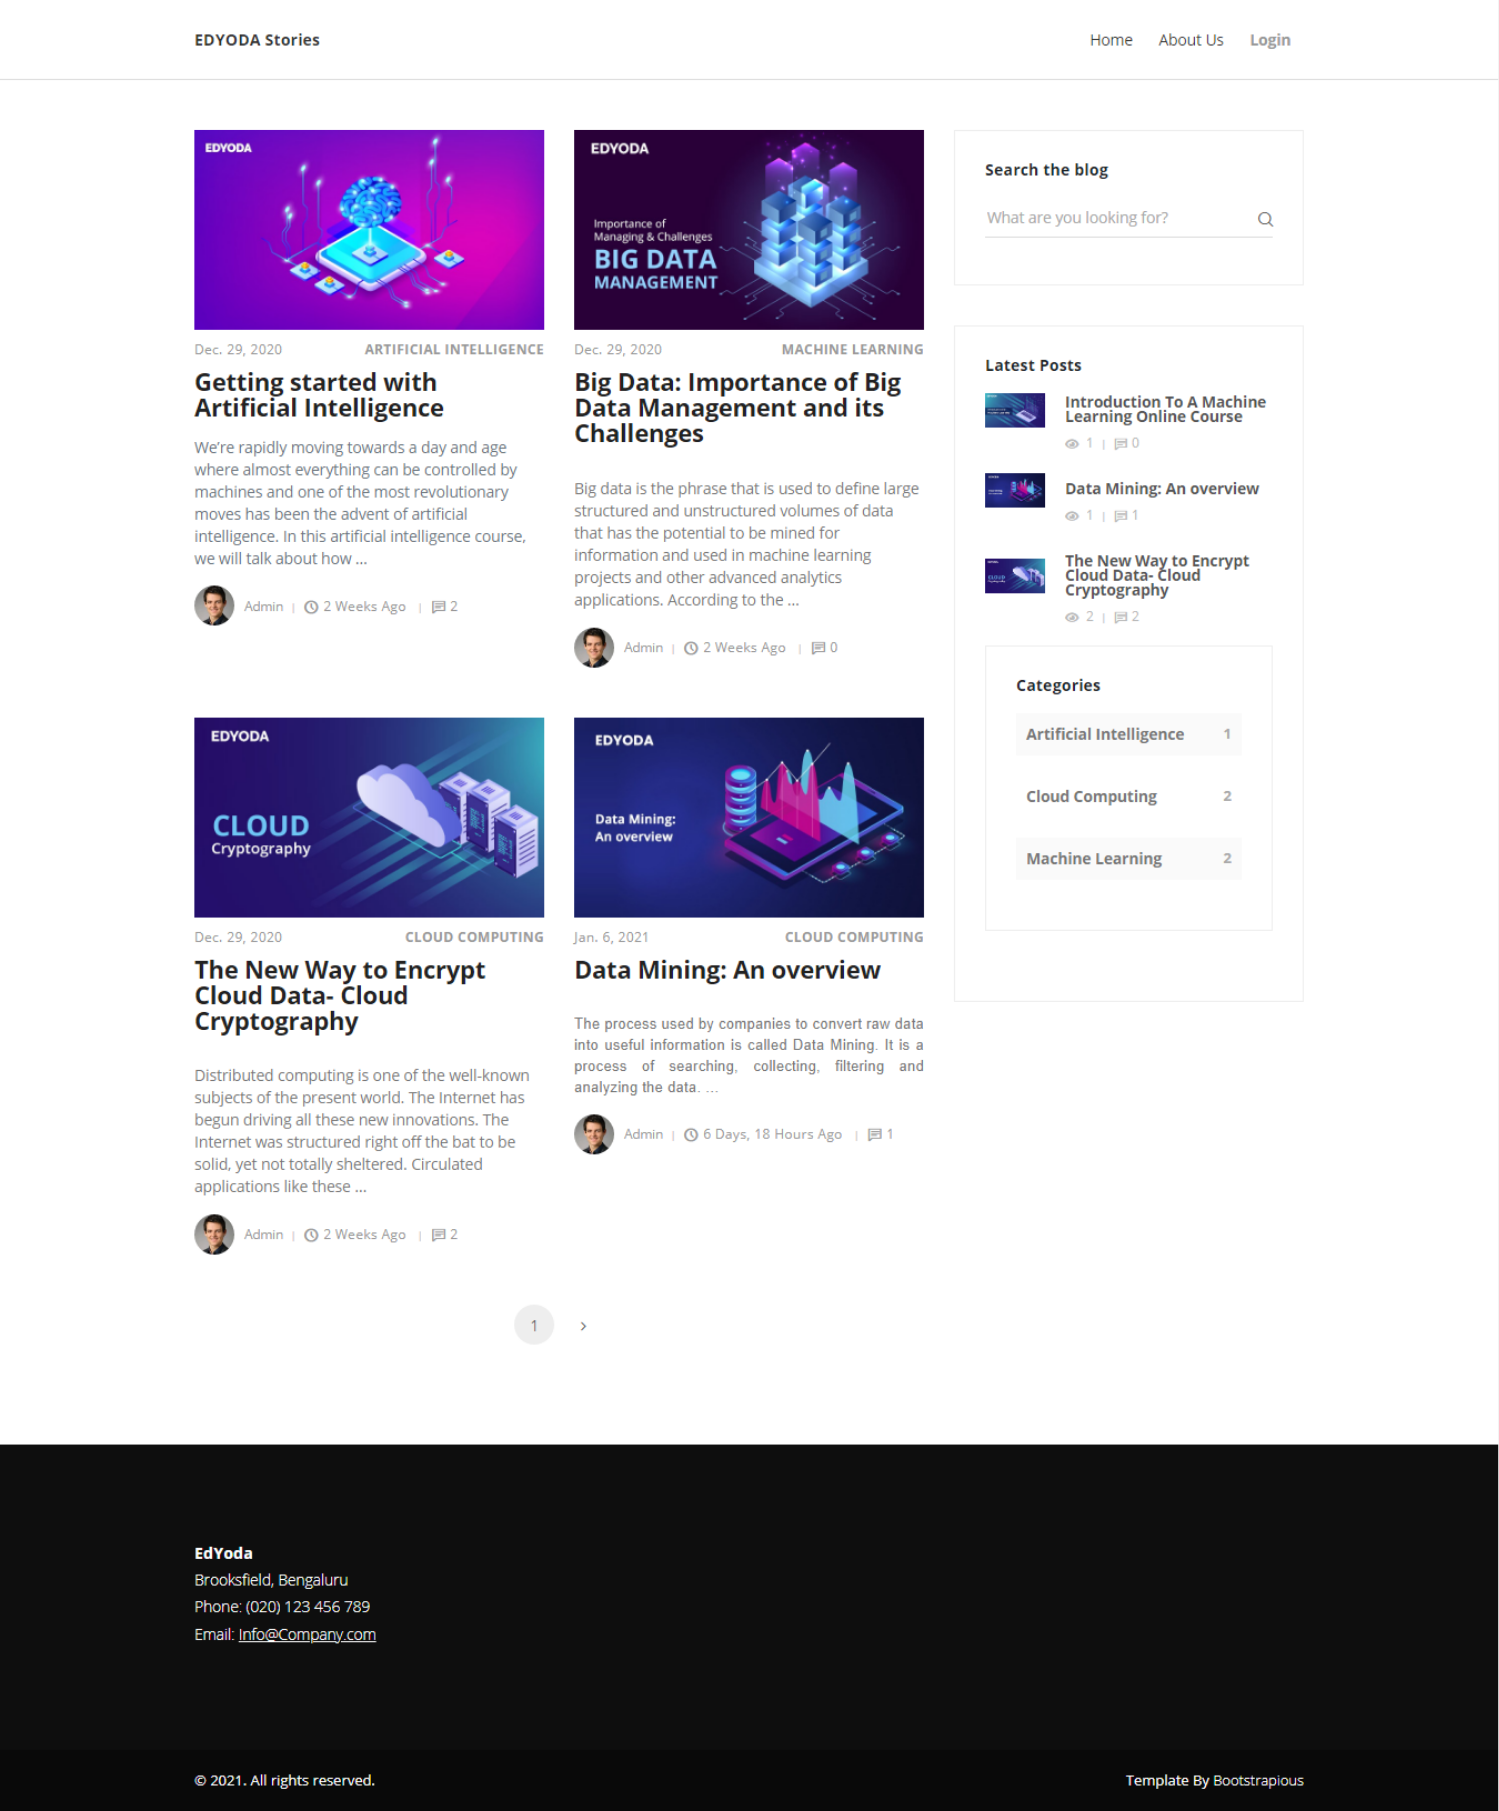 EDYODA Stories
Home
About Us
Login
EDYODA
Dec. 29, 2020
ARTIFICIAL INTELLIGENCE
Getting started with
Artificial Intelligence
We're rapidly moving towards a day and age
where almost everything can be controlled by
machines and one of the most revolutionary
moves has been the advent of artificial
intelligence. In this artificial intelligence course,
we will talk about how ...
Admin | 2 Weeks Ago | 2
EDYODA
Importance of
Managing & Challenges
BIG DATA
MANAGEMENT
Dec. 29, 2020
MACHINE LEARNING
Big Data: Importance of Big
Data Management and its
Challenges
Big data is the phrase that is used to define large
structured and unstructured volumes of data
that has the potential to be mined for
information and used in machine learning
projects and other advanced analytics
applications. According to the ...
Admin | 2 Weeks Ago | 0
EDYODA
CLOUD
Cryptography
Dec. 29, 2020
CLOUD COMPUTING
The New Way to Encrypt
Cloud Data- Cloud
Cryptography
Distributed computing is one of the well-known
subjects of the present world. The Internet has
begun driving all these new innovations. The
Internet was structured right off the bat to be
solid, yet not totally sheltered. Circulated
applications like these ...
Admin | 2 Weeks Ago | 2
EDYODA
Data Mining:
An overview
Jan. 6, 2021
CLOUD COMPUTING
Data Mining: An overview
The process used by companies to convert raw data
into useful information is called Data Mining. It is a
process of searching, collecting, filtering and
analyzing the data. ...
Admin | 6 Days, 18 Hours Ago | 1
1 >
Search the blog
What are you looking for?
Latest Posts
Introduction To A Machine
Learning Online Course
1 | 0
Data Mining: An overview
1 | 1
The New Way to Encrypt
Cloud Data- Cloud
Cryptography
2 | 2
Categories
Artificial Intelligence 1
Cloud Computing 2
Machine Learning 2
EdYoda
Brooksfield, Bengaluru
Phone: (020) 123 456 789
Email: Info@Company.com
© 2021. All rights reserved.
Template By Bootstrapious